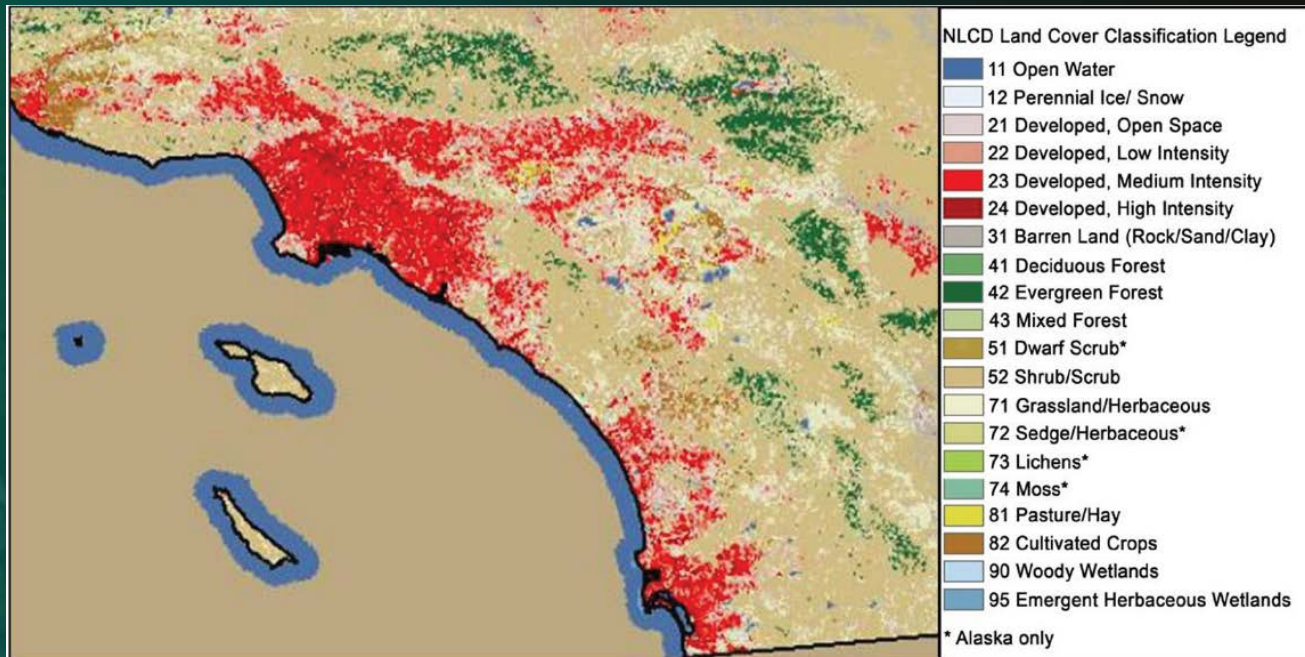 NLCD Land Cover Classification Legend
11 Open Water
12 Perennial Ice/ Snow
21 Developed, Open Space
22 Developed, Low Intensity
23 Developed, Medium Intensity
24 Developed, High Intensity
31 Barren Land (Rock/Sand/Clay)
41 Deciduous Forest
42 Evergreen Forest
43 Mixed Forest
51 Dwarf Scrub*
52 Shrub/Scrub
71 Grassland/Herbaceous
72 Sedge/Herbaceous*
73 Lichens*
74 Moss*
81 Pasture/Hay
82 Cultivated Crops
90 Woody Wetlands
95 Emergent Herbaceous Wetlands
* Alaska only